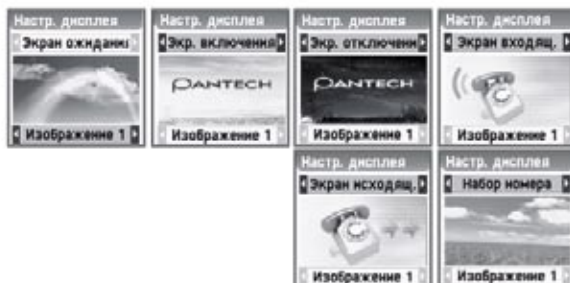 Настр. дисплея
Экран ожидания
Изображение 1
Настр. дисплея
Экр. включения
PANTECH
Изображение 1
Настр. дисплея
Экр. отключени
PANTECH
Изображение 1
Настр. дисплея
Экран входящ.
Изображение 1
Настр. дисплея
Экран исходящ.
Изображение 1
Настр. дисплея
Набор номера
Изображение 1